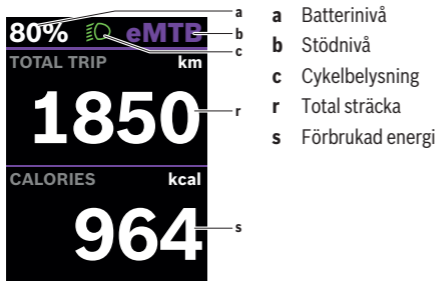 80% eMTB
TOTAL TRIP km
1850
CALORIES kcal
964
a
b
c
r
s
a Batterinivå
b Stödnivå
c Cykelbelysning
r Total sträcka
s Förbrukad energi